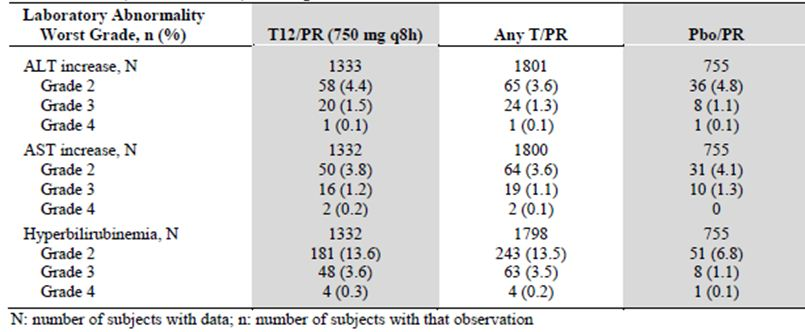 Laboratory Abnormality
Worst Grade, n (%) T12/PR (750 mg q8h) Any T/PR Pbo/PR
ALT increase, N 1333 1801 755
Grade 2 58 (4.4) 65 (3.6) 36 (4.8)
Grade 3 20 (1.5) 24 (1.3) 8 (1.1)
Grade 4 1 (0.1) 1 (0.1) 1 (0.1)
AST increase, N 1332 1800 755
Grade 2 50 (3.8) 64 (3.6) 31 (4.1)
Grade 3 16 (1.2) 19 (1.1) 10 (1.3)
Grade 4 2 (0.2) 2 (0.1) 0
Hyperbilirubinemia, N 1332 1798 755
Grade 2 181 (13.6) 243 (13.5) 51 (6.8)
Grade 3 48 (3.6) 63 (3.5) 8 (1.1)
Grade 4 4 (0.3) 4 (0.2) 1 (0.1)
N: number of subjects with data; n: number of subjects with that observation